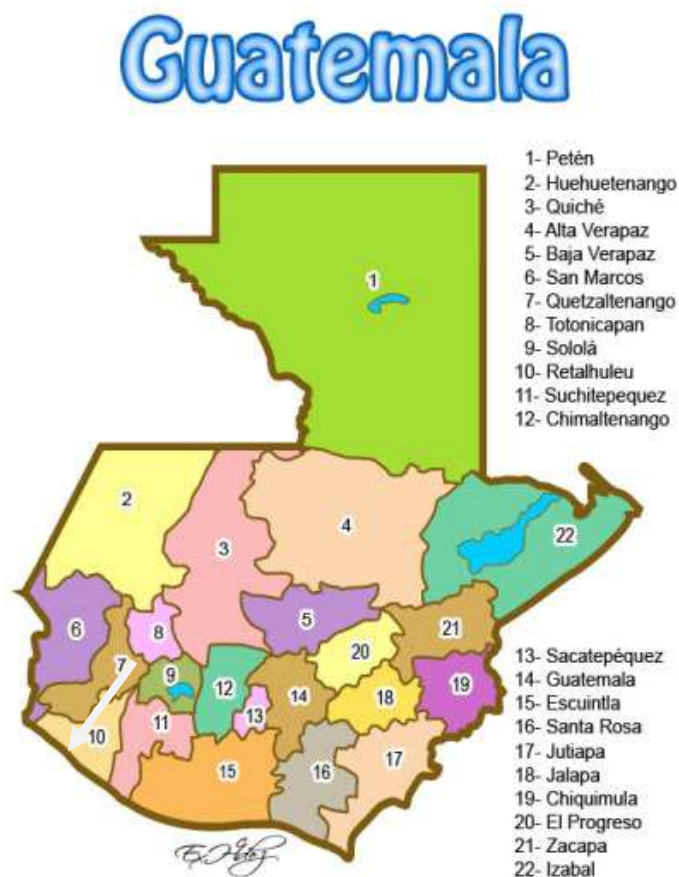 Guatemala
1- Petén
2- Huehuetenango
3- Quiché
4- Alta Verapaz
5- Baja Verapaz
6- San Marcos
7- Quetzaltenango
8- Totonicapan
9- Sololá
10- Retalhuleu
11- Suchitepequez
12- Chimaltenango
1
2
3
4
22
5
6
8
21
20
7
9
12
19
14
18
13
10
11
17
15
16
13- Sacatepéquez
14- Guatemala
15- Escuintla
16- Santa Rosa
17- Jutiapa
18- Jalapa
19- Chiquimula
20- El Progreso
21- Zacapa
22- Izabal